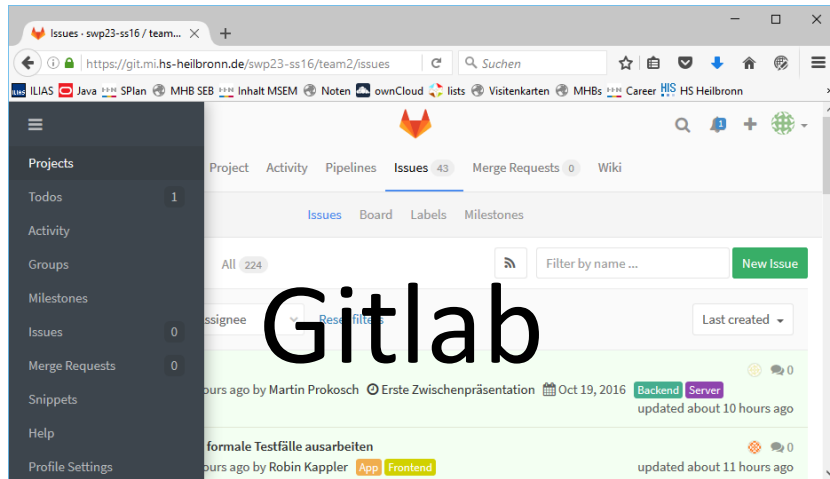 Issues · swp23-ss16 / team...
https://git.mi.hs-heilbronn.de/swp23-ss16/team2/issues
Suchen
ILIAS Java SPlan MHB SEB Inhalt MSEM Noten ownCloud lists Visitenkarten MHBs Career HIS HS Heilbronn
1
Projects
Project Activity Pipelines Issues 43 Merge Requests 0 Wiki
Todos 1
Issues Board Labels Milestones
Activity
Groups
All 224 Filter by name ... New Issue
Milestones
Issues 0
ssignee Reset filters Last created
Gitlab
Merge Requests 0
0
ours ago by Martin Prokosch Erste Zwischenpräsentation Oct 19, 2016 Backend Server
Snippets
updated about 10 hours ago
Help
formale Testfälle ausarbeiten 0
Profile Settings
ours ago by Robin Kappler App Frontend updated about 11 hours ago